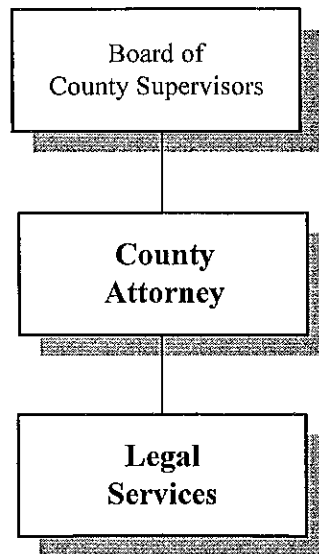 Board of
County Supervisors
County
Attorney
Legal
Services